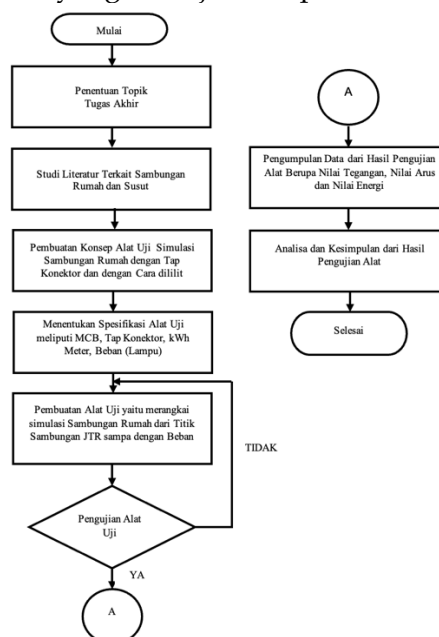 Mulai
Penentuan Topik
Tugas Akhir
Studi Literatur Terkait Sambungan
Rumah dan Susut
Pembuatan Konsep Alat Uji Simulasi
Sambungan Rumah dengan Tap
Konektor dan dengan Cara dililit
Menentukan Spesifikasi Alat Uji
meliputi MCB, Tap Konektor, kWh
Meter, Beban (Lampu)
Pembuatan Alat Uji yaitu merangkai
simulasi Sambungan Rumah dari Titik
Sambungan JTR sampa dengan Beban
TIDAK
Pengujian Alat
Uji
YA
A
A
Pengumpulan Data dari Hasil Pengujian
Alat Berupa Nilai Tegangan, Nilai Arus
dan Nilai Energi
Analisa dan Kesimpulan dari Hasil
Pengujian Alat
Selesai